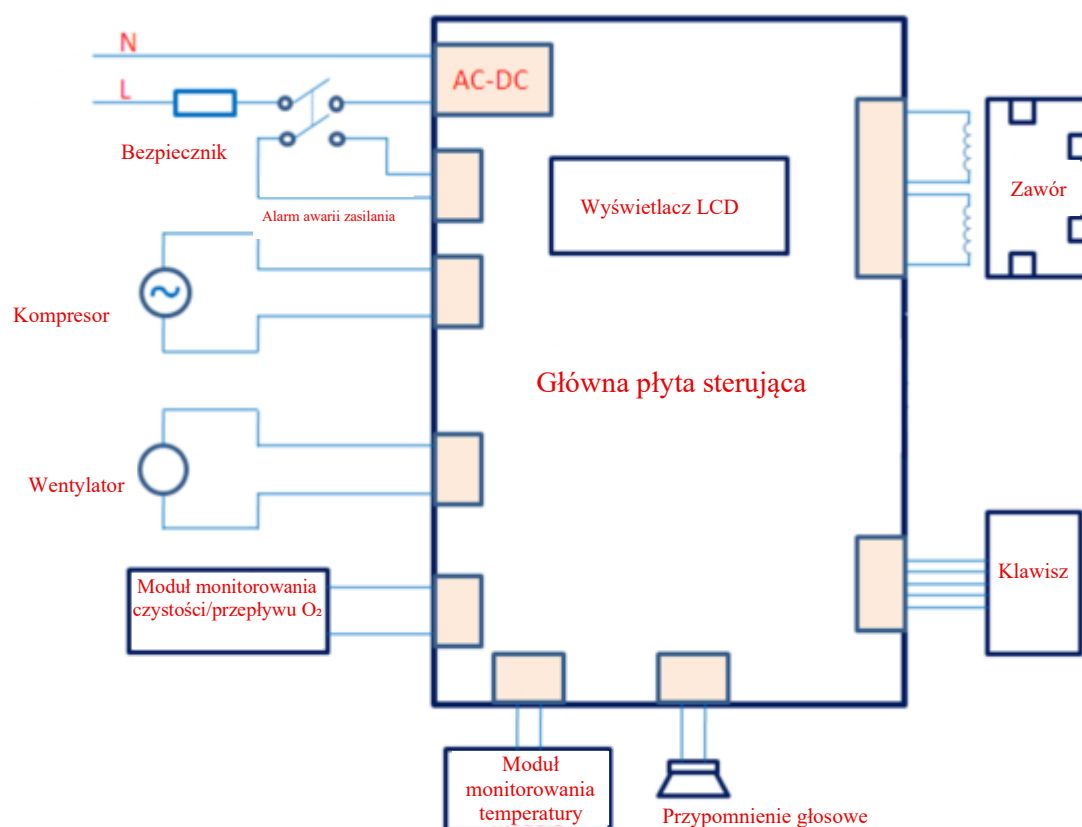 N
AC-DC
L
Bezpiecznik
Alarm awarii zasilania
Wyświetlacz LCD
Zawór
Kompresor
Główna płyta sterująca
Wentylator
Moduł monitorowania
czystości/przepływu O₂
Klawisz
Moduł
monitorowania
temperatury
Przypomnienie głosowe